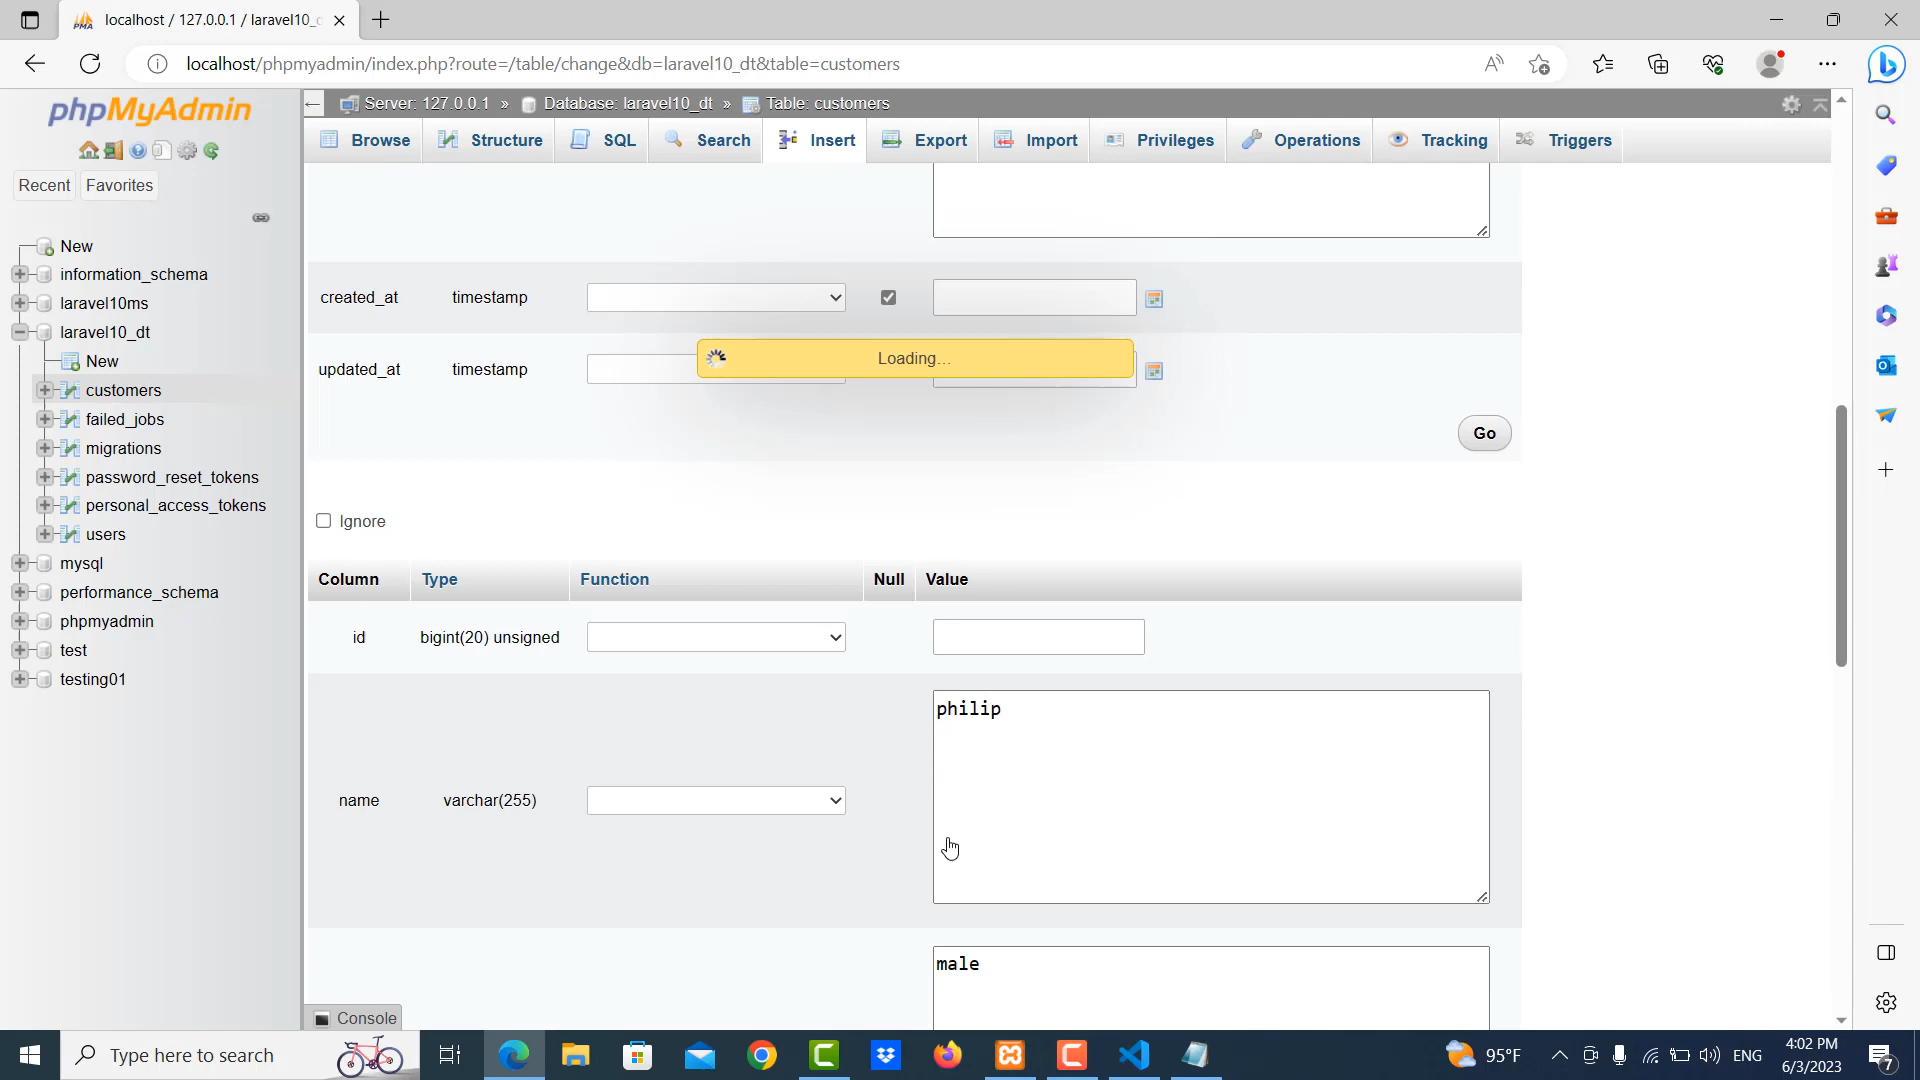 localhost / 127.0.0.1 / laravel10_d
localhost/phpmyadmin/index.php?route=/table/change&db=laravel10_dt&table=customers
phpMyAdmin
Server: 127.0.0.1 » Database: laravel10_dt » Table: customers
Browse Structure SQL Search Insert Export Import Privileges Operations Tracking Triggers
Recent Favorites
New
information_schema
laravel10ms
laravel10_dt
New
customers
failed_jobs
migrations
password_reset_tokens
personal_access_tokens
users
mysql
performance_schema
phpmyadmin
test
testing01
created_at timestamp
updated_at timestamp
Loading...
Go
Ignore
Column Type Function Null Value
id bigint(20) unsigned
name varchar(255) philip
male
Console
Type here to search
95°F
ENG
4:02 PM
6/3/2023
7